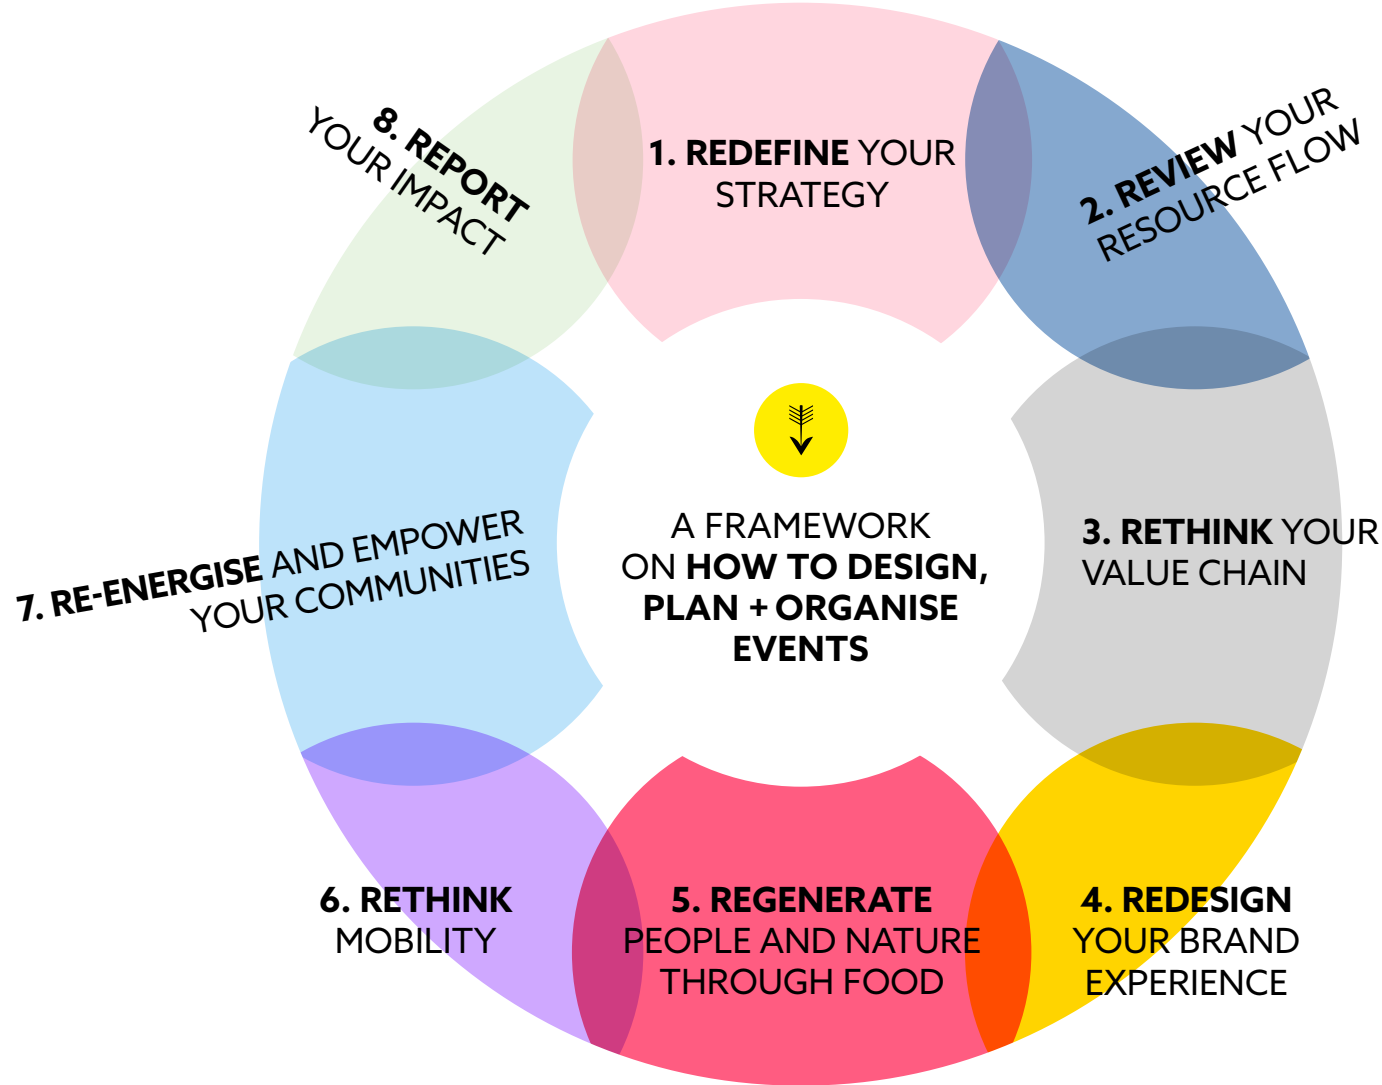 1. REDEFINE YOUR
STRATEGY
2. REVIEW YOUR
RESOURCE FLOW
3. RETHINK YOUR
VALUE CHAIN
4. REDESIGN
YOUR BRAND
EXPERIENCE
5. REGENERATE
PEOPLE AND NATURE
THROUGH FOOD
6. RETHINK
MOBILITY
7. RE-ENERGISE AND EMPOWER
YOUR COMMUNITIES
8. REPORT
YOUR IMPACT
A FRAMEWORK
ON HOW TO DESIGN,
PLAN + ORGANISE
EVENTS